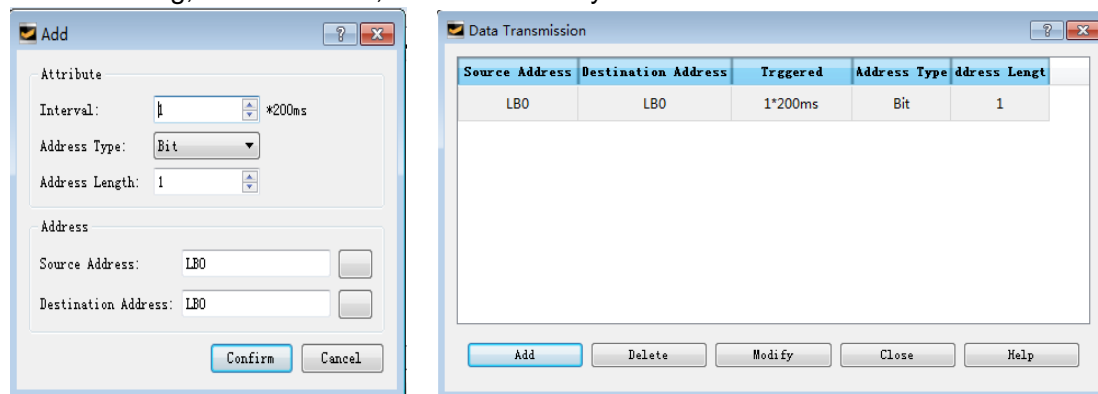 Add
Attribute
Interval: 1 *200ms
Address Type: Bit
Address Length: 1
Address
Source Address: LB0
Destination Address: LB0
Confirm Cancel
Data Transmission
Source Address Destination Address Trggered Address Type ddress Lengt
LB0 LB0 1*200ms Bit 1
Add Delete Modify Close Help